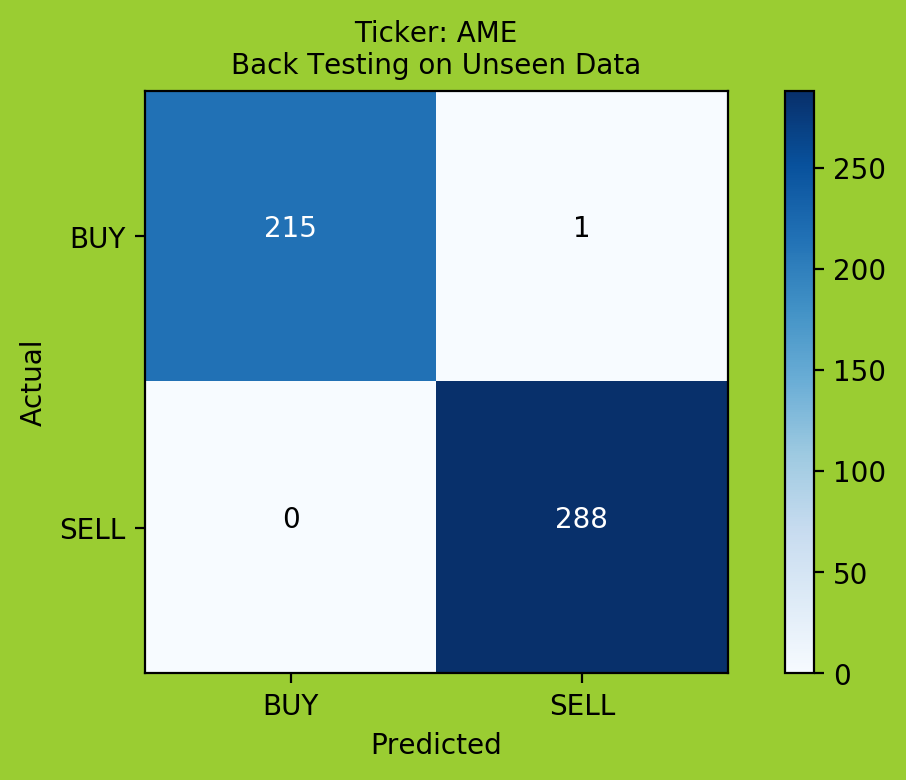 Ticker: AME
Back Testing on Unseen Data
BUY
215
1
SELL
0
288
Actual
BUY
SELL
Predicted
250
200
150
100
50
0